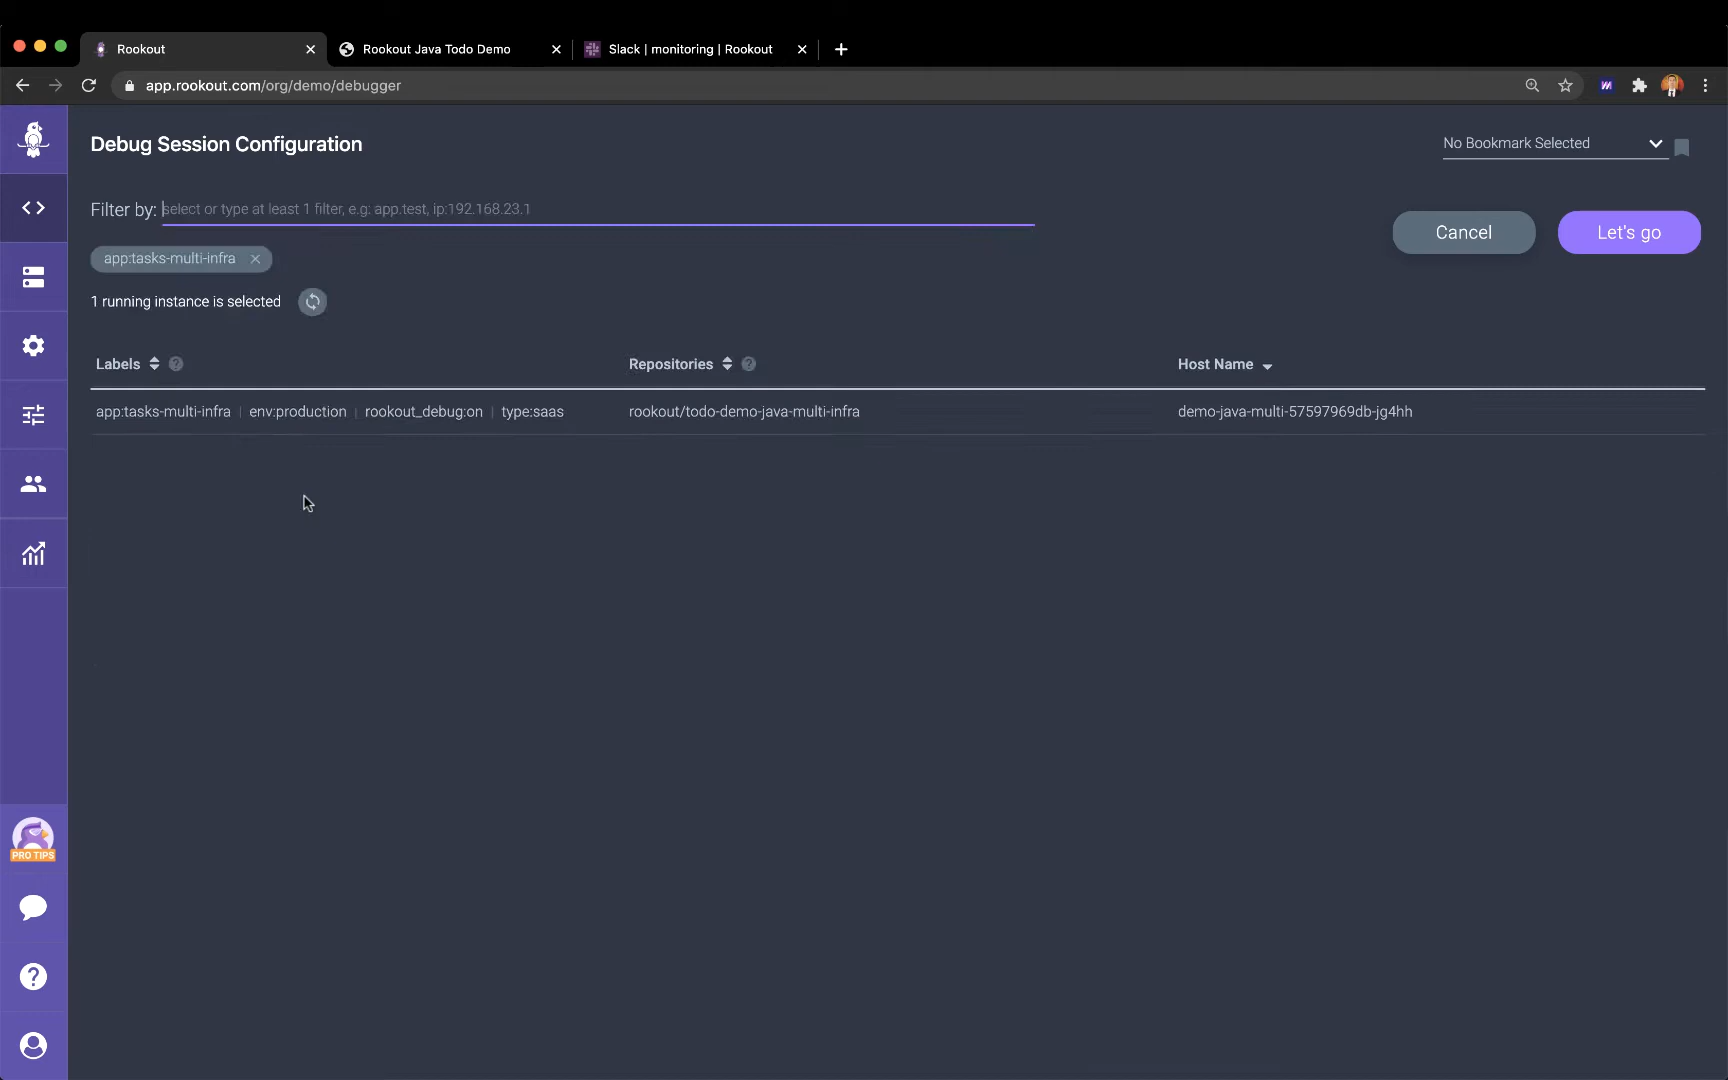 Rookout
Rookout Java Todo Demo
Slack | monitoring | Rookout
app.rookout.com/org/demo/debugger
Debug Session Configuration
No Bookmark Selected
Filter by: select or type at least 1 filter, e.g: app.test, ip:192.168.23.1
Cancel
Let's go
app:tasks-multi-infra
1 running instance is selected
Labels
Repositories
Host Name
app:tasks-multi-infra | env:production | rookout_debug:on | type:saas
rookout/todo-demo-java-multi-infra
demo-java-multi-57597969db-jg4hh
PRO TIPS